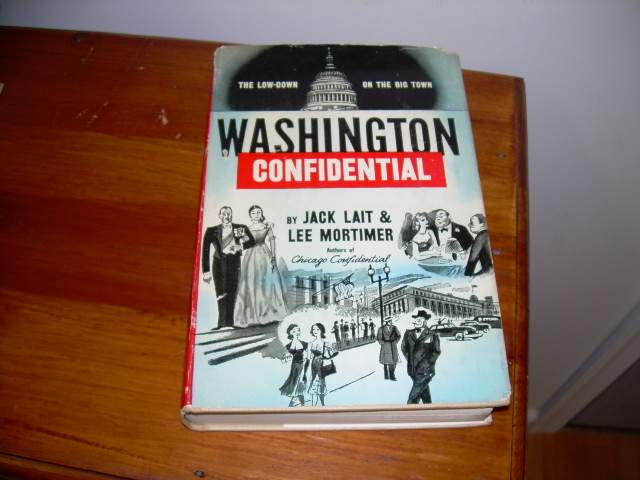 THE LOW-DOWN ON THE BIG TOWN
WASHINGTON
CONFIDENTIAL
BY JACK LAIT &
LEE MORTIMER
Authors of
Chicago Confidential